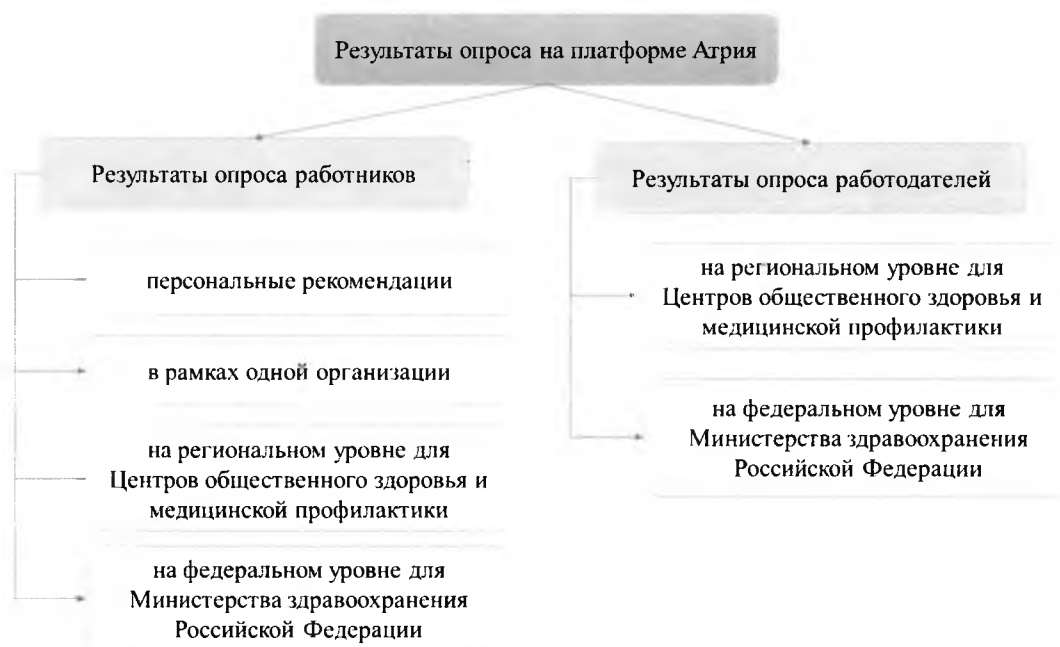 Результаты опроса на платформе Атрия
Результаты опроса работников
персональные рекомендации
в рамках одной организации
на региональном уровне для
Центров общественного здоровья и
медицинской профилактики
на федеральном уровне для
Министерства здравоохранения
Российской Федерации
Результаты опроса работодателей
на региональном уровне для
Центров общественного здоровья и
медицинской профилактики
на федеральном уровне для
Министерства здравоохранения
Российской Федерации